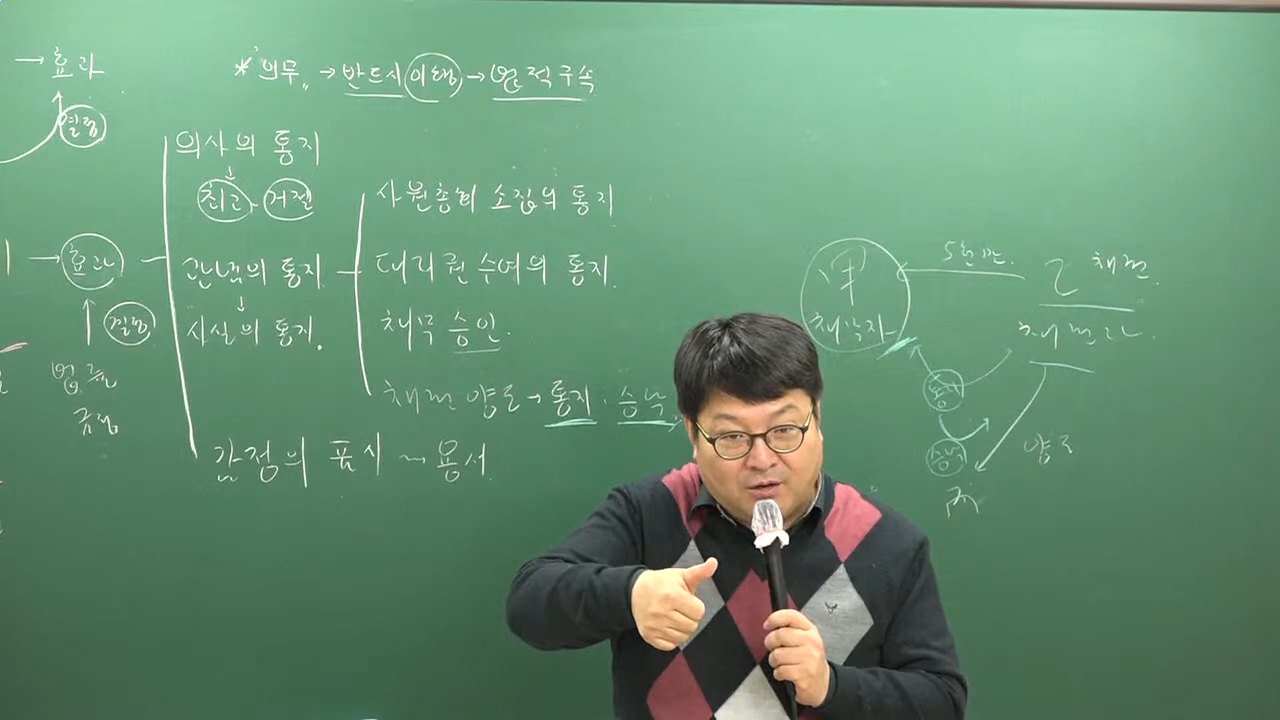 → 효과
결정
* "의무" → 반드시 이행 → 법적 구속
의사의 통지
↓
최고, 거절
→ 효과
관념의 통지
↓
사실의 통지.
결정
법률
규정
감정의 표시 ~ 용서
사원총회 소집의 통지
대리권 수여의 통지
채무 승인.
채권 양도 → 통지, 승낙
甲
채무자
5천만.
乙 채권.
채권자.
통지
승낙
양도
丙